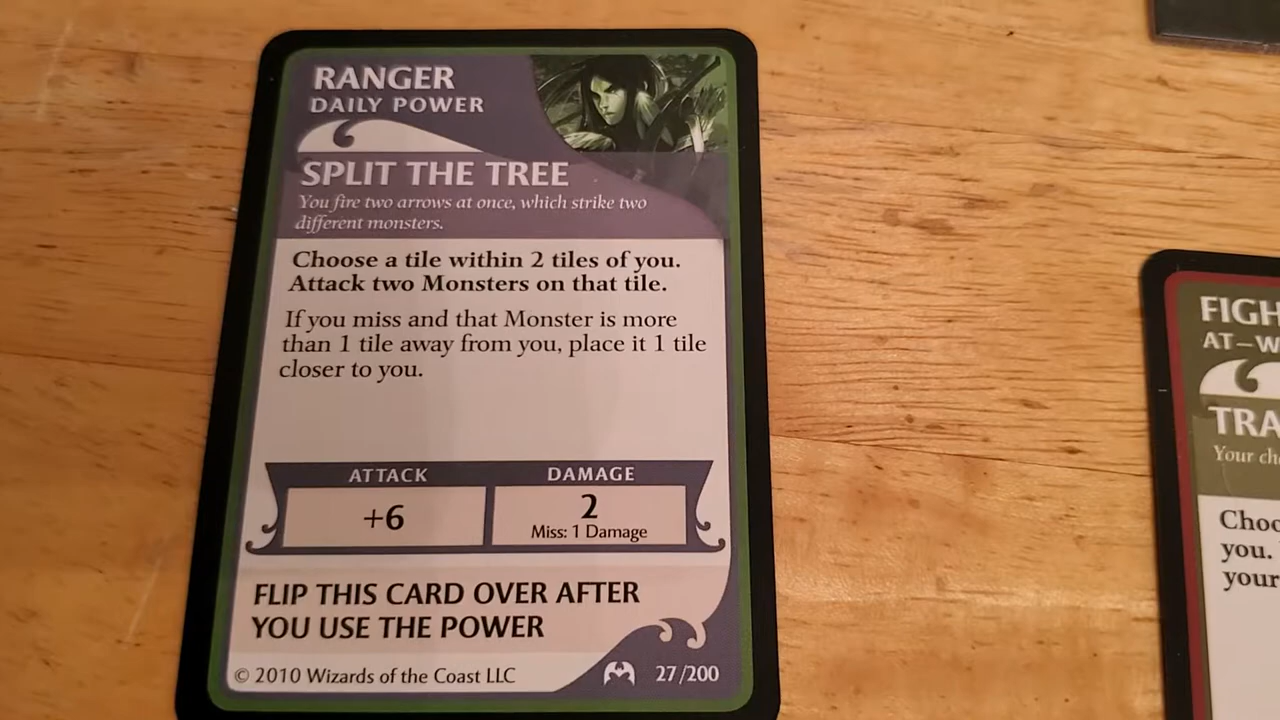 RANGER
DAILY POWER
SPLIT THE TREE
You fire two arrows at once, which strike two
different monsters.
Choose a tile within 2 tiles of you.
Attack two Monsters on that tile.
If you miss and that Monster is more
than 1 tile away from you, place it 1 tile
closer to you.
ATTACK
DAMAGE
+6
2
Miss: 1 Damage
FLIP THIS CARD OVER AFTER
YOU USE THE POWER
© 2010 Wizards of the Coast LLC
27/200
FIGH
AT–W
TRA
Your ch
Choo
you.
your